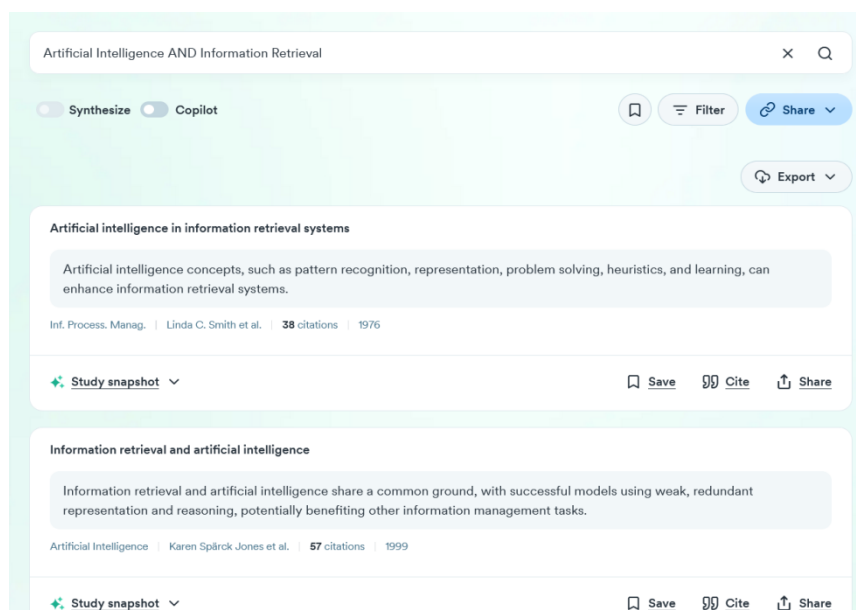 Artificial Intelligence AND Information Retrieval
Synthesize Copilot Filter Share
Export
Artificial intelligence in information retrieval systems
Artificial intelligence concepts, such as pattern recognition, representation, problem solving, heuristics, and learning, can
enhance information retrieval systems.
Inf. Process. Manag. | Linda C. Smith et al. | 38 citations | 1976
Study snapshot Save Cite Share
Information retrieval and artificial intelligence
Information retrieval and artificial intelligence share a common ground, with successful models using weak, redundant
representation and reasoning, potentially benefiting other information management tasks.
Artificial Intelligence | Karen Spärck Jones et al. | 57 citations | 1999
Study snapshot Save Cite Share